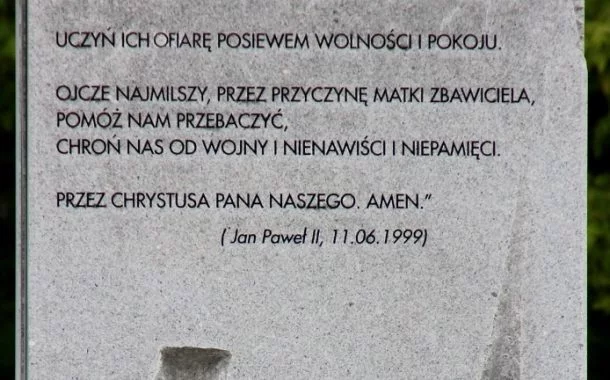 UCZYŃ ICH OFIARĘ POSIEWEM WOLNOŚCI I POKOJU.
OJCZE NAJMILSZY, PRZEZ PRZYCZYNĘ MATKI ZBAWICIELA,
POMÓŻ NAM PRZEBACZYĆ,
CHROŃ NAS OD WOJNY I NIENAWIŚCI I NIEPAMIĘCI.
PRZEZ CHRYSTUSA PANA NASZEGO. AMEN.”
( Jan Paweł II, 11.06.1999)